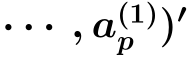 ⋯ , a_p^{(1)})′